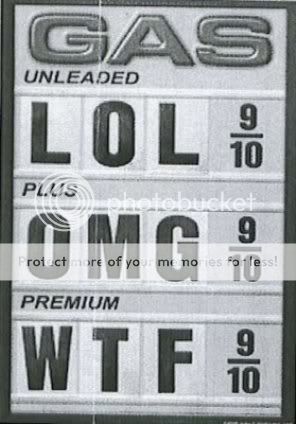 GAS
UNLEADED
LOL 9/10
PLUS
photobucket
OMG 9/10
Protect more of your memories for less!
PREMIUM
WTF 9/10